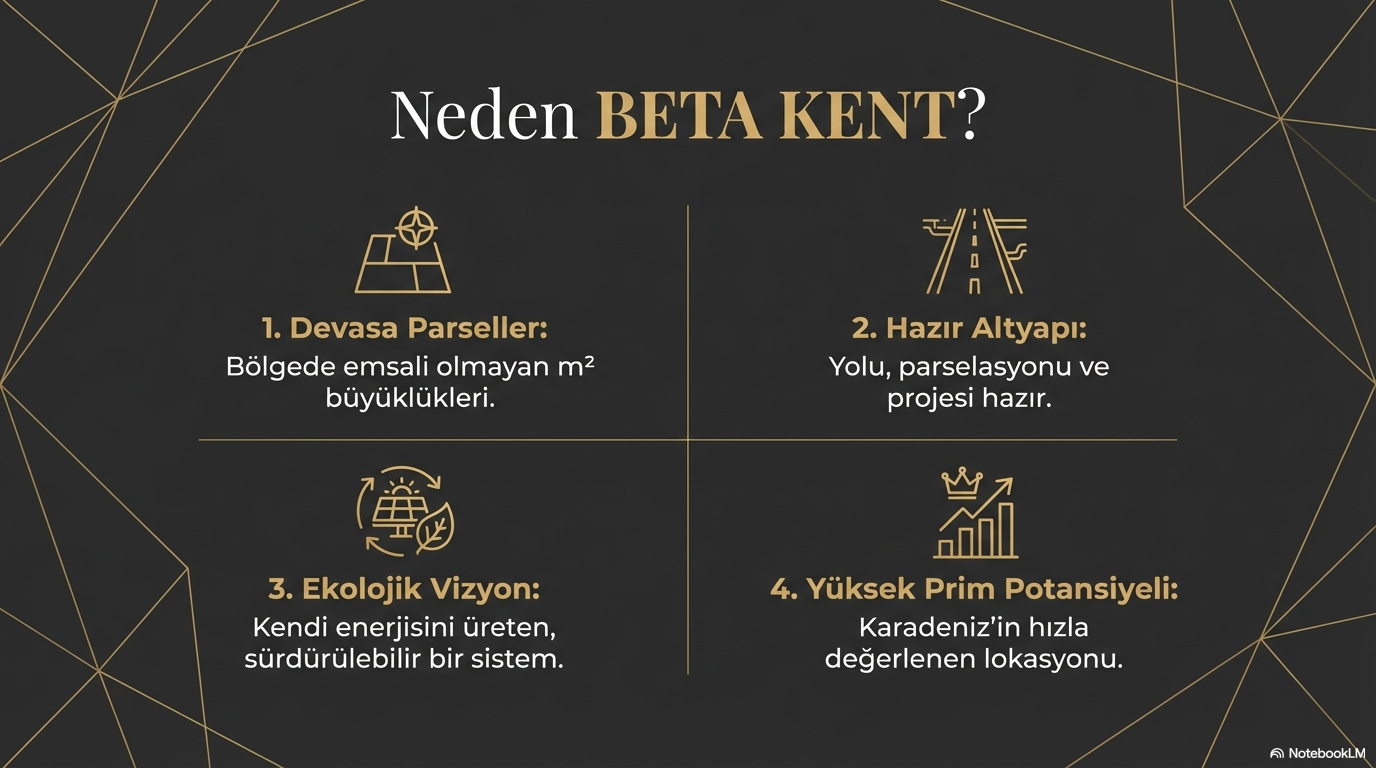 Neden BETA KENT?
1. Devasa Parseller:
Bölgede emsali olmayan m²
büyüklükleri.
2. Hazır Altyapı:
Yolu, parselasyonu ve
projesi hazır.
3. Ekolojik Vizyon:
Kendi enerjisini üreten,
sürdürülebilir bir sistem.
4. Yüksek Prim Potansiyeli:
Karadeniz’in hızla
değerlenen lokasyonu.
NotebookLM